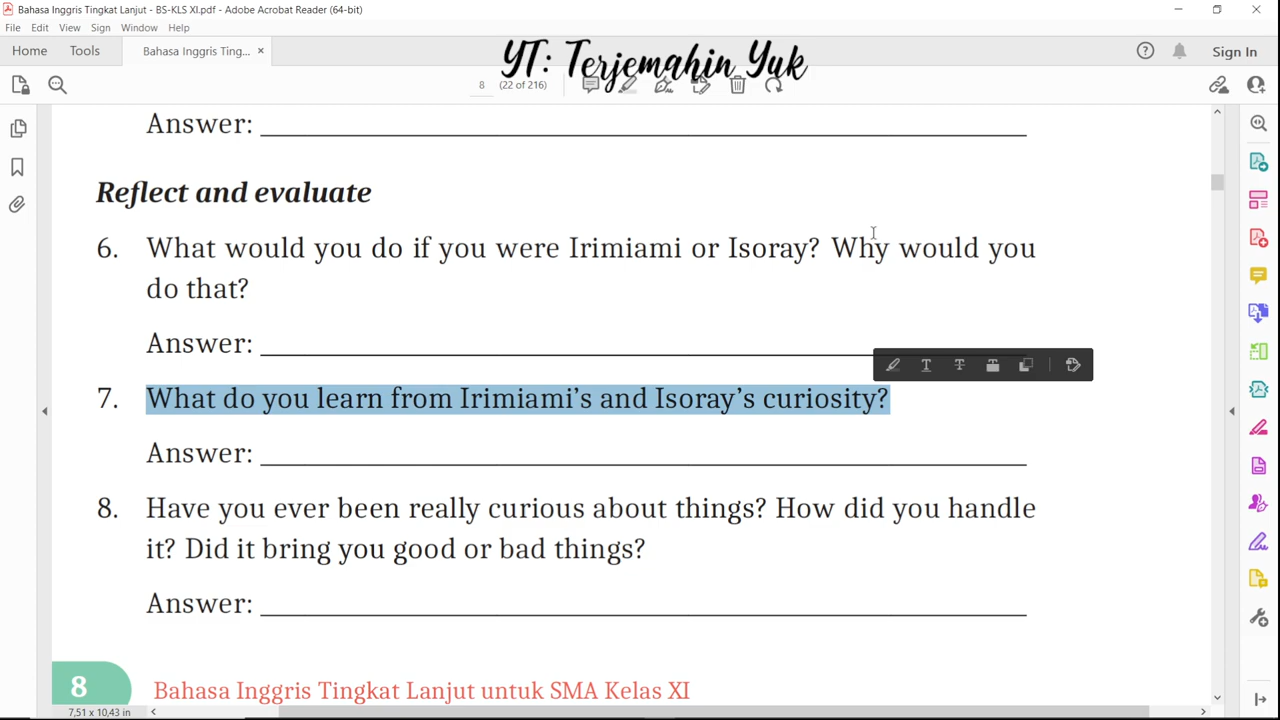 Bahasa Inggris Tingkat Lanjut - BS-KLS XI.pdf - Adobe Acrobat Reader (64-bit)
File Edit View Sign Window Help
Home Tools Bahasa Inggris Ting... × Sign In
YT: Terjemahin Yuk
8 (22 of 216)
Answer: ____
Reflect and evaluate
6. What would you do if you were Irimiami or Isoray? Why would you
do that?
Answer: ____
7. What do you learn from Irimiami's and Isoray's curiosity?
Answer: ____
8. Have you ever been really curious about things? How did you handle
it? Did it bring you good or bad things?
Answer: ____
8 Bahasa Inggris Tingkat Lanjut untuk SMA Kelas XI
7,51 x 10,43 in